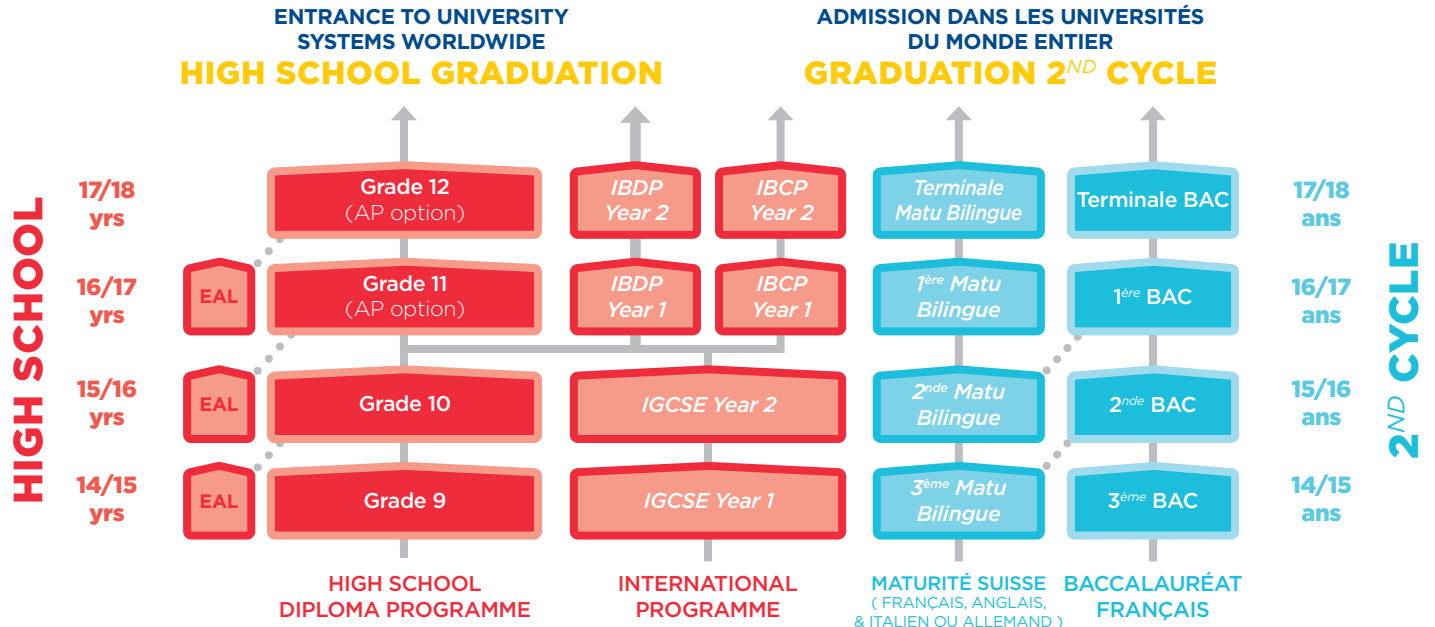 ENTRANCE TO UNIVERSITY
SYSTEMS WORLDWIDE
HIGH SCHOOL GRADUATION
ADMISSION DANS LES UNIVERSITÉS
DU MONDE ENTIER
GRADUATION 2ND CYCLE
HIGH SCHOOL
17/18
yrs
Grade 12
(AP option)
IBDP
Year 2
IBCP
Year 2
Terminale
Matu Bilingue
Terminale BAC
17/18
ans
16/17
yrs
EAL
Grade 11
(AP option)
IBDP
Year 1
IBCP
Year 1
1ère Matu
Bilingue
1ère BAC
16/17
ans
15/16
yrs
EAL
Grade 10
IGCSE Year 2
2nde Matu
Bilingue
2nde BAC
15/16
ans
14/15
yrs
EAL
Grade 9
IGCSE Year 1
3ème Matu
Bilingue
3ème BAC
14/15
ans
2ND CYCLE
HIGH SCHOOL
DIPLOMA PROGRAMME
INTERNATIONAL
PROGRAMME
MATURITÉ SUISSE
( FRANÇAIS, ANGLAIS,
& ITALIEN OU ALLEMAND )
BACCALAURÉAT
FRANÇAIS